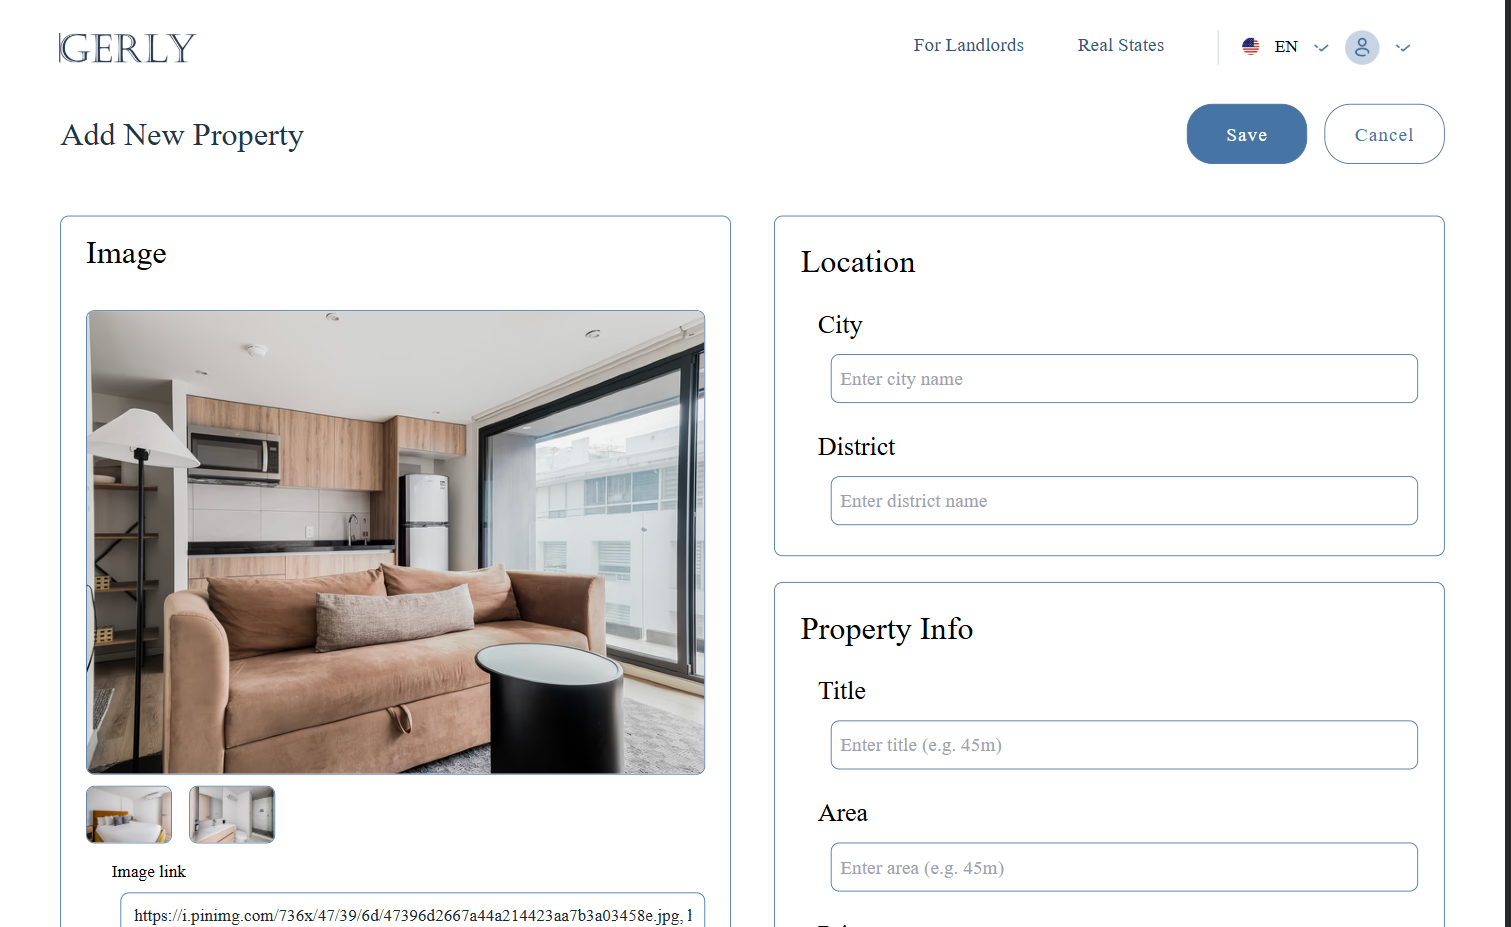 GERLY
For Landlords
Real States
EN
Add New Property
Save
Cancel
Image
Image link
https://i.pinimg.com/736x/47/39/6d/47396d2667a44a214423aa7b3a03458e.jpg,
Location
City
Enter city name
District
Enter district name
Property Info
Title
Enter title (e.g. 45m)
Area
Enter area (e.g. 45m)